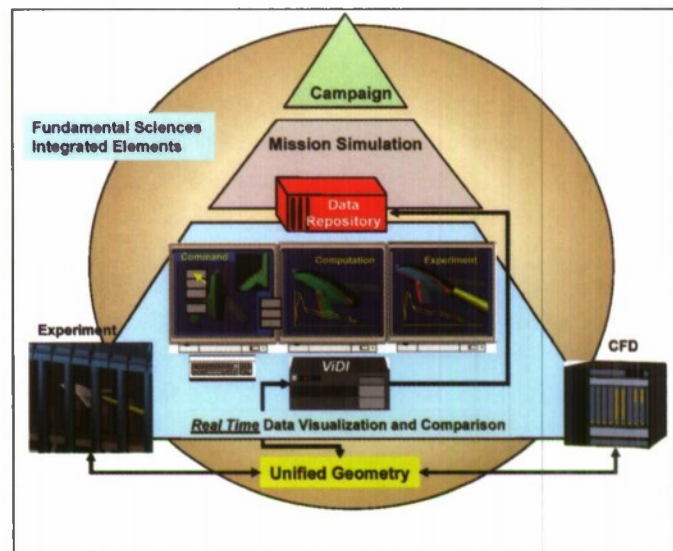 Campaign
Fundamental Sciences
Integrated Elements
Mission Simulation
Data
Repository
Command
Computation
Experiment
Experiment
CFD
ViDI
Real Time Data Visualization and Comparison
Unified Geometry